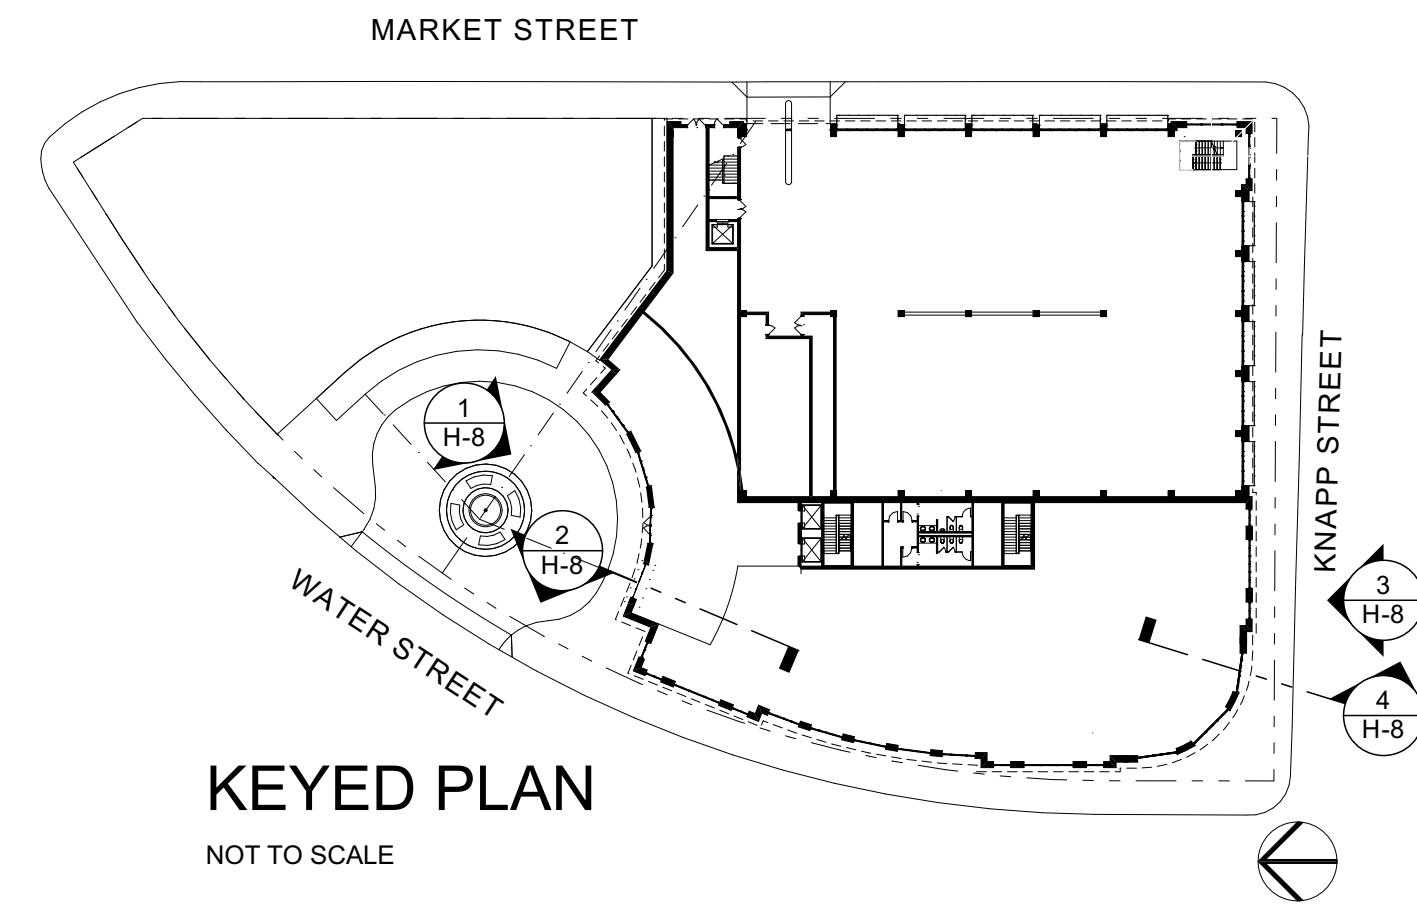 MARKET STREET
1
H-8
2
H-8
KNAPP STREET
3
H-8
4
H-8
WATER STREET
KEYED PLAN
NOT TO SCALE